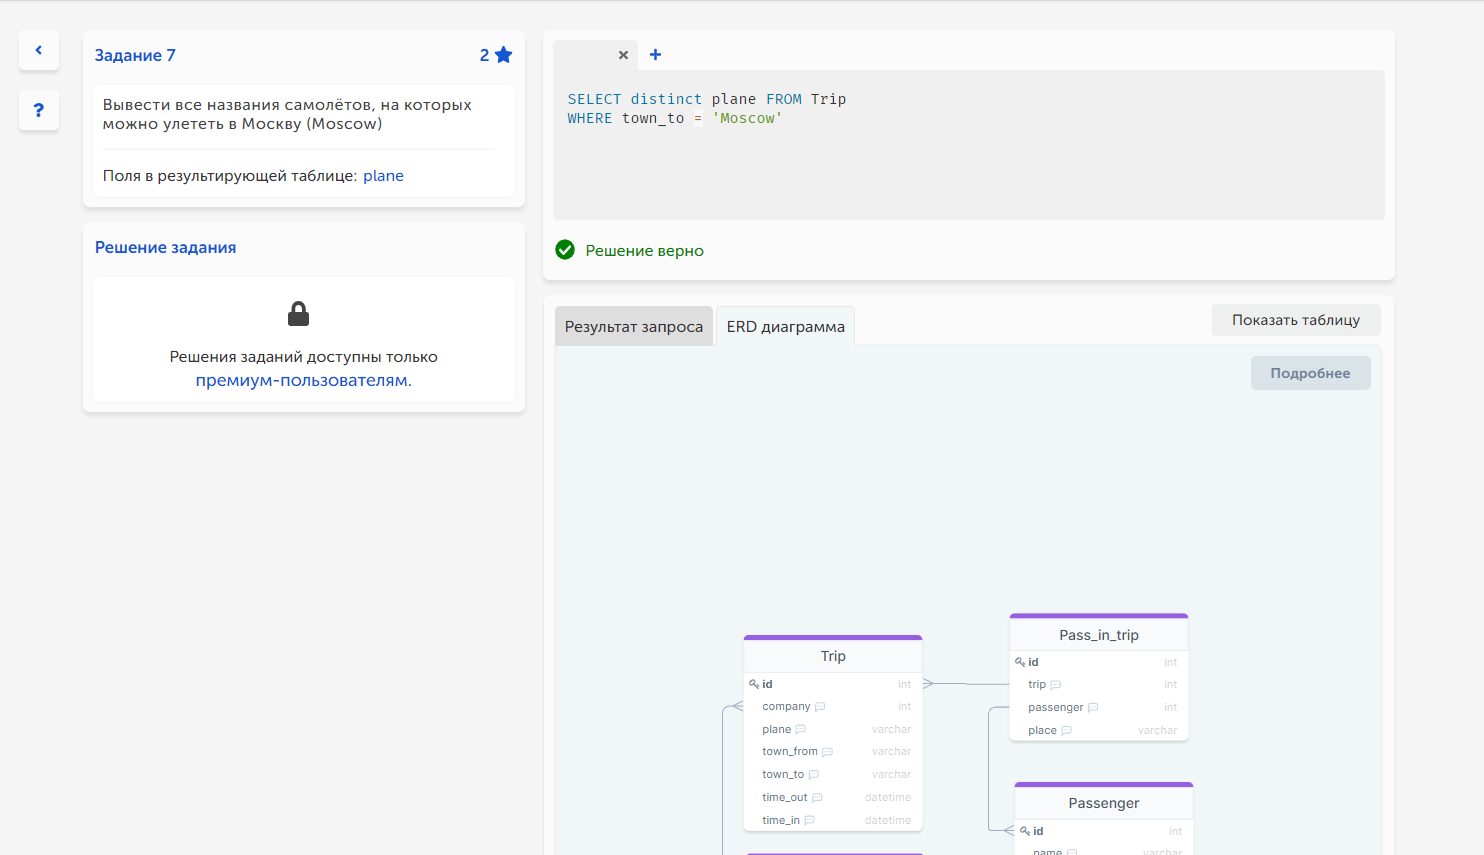 Задание 7
2
?
Вывести все названия самолётов, на которых
можно улететь в Москву (Moscow)
Поля в результирующей таблице: plane
Решение задания
Решения заданий доступны только
премиум-пользователям.
SELECT distinct plane FROM Trip
WHERE town_to = 'Moscow'
Решение верно
Результат запроса
ERD диаграмма
Показать таблицу
Подробнее
Trip
id int
company int
plane varchar
town_from varchar
town_to varchar
time_out datetime
time_in datetime
Pass_in_trip
id int
trip int
passenger int
place varchar
Passenger
id int
name varchar